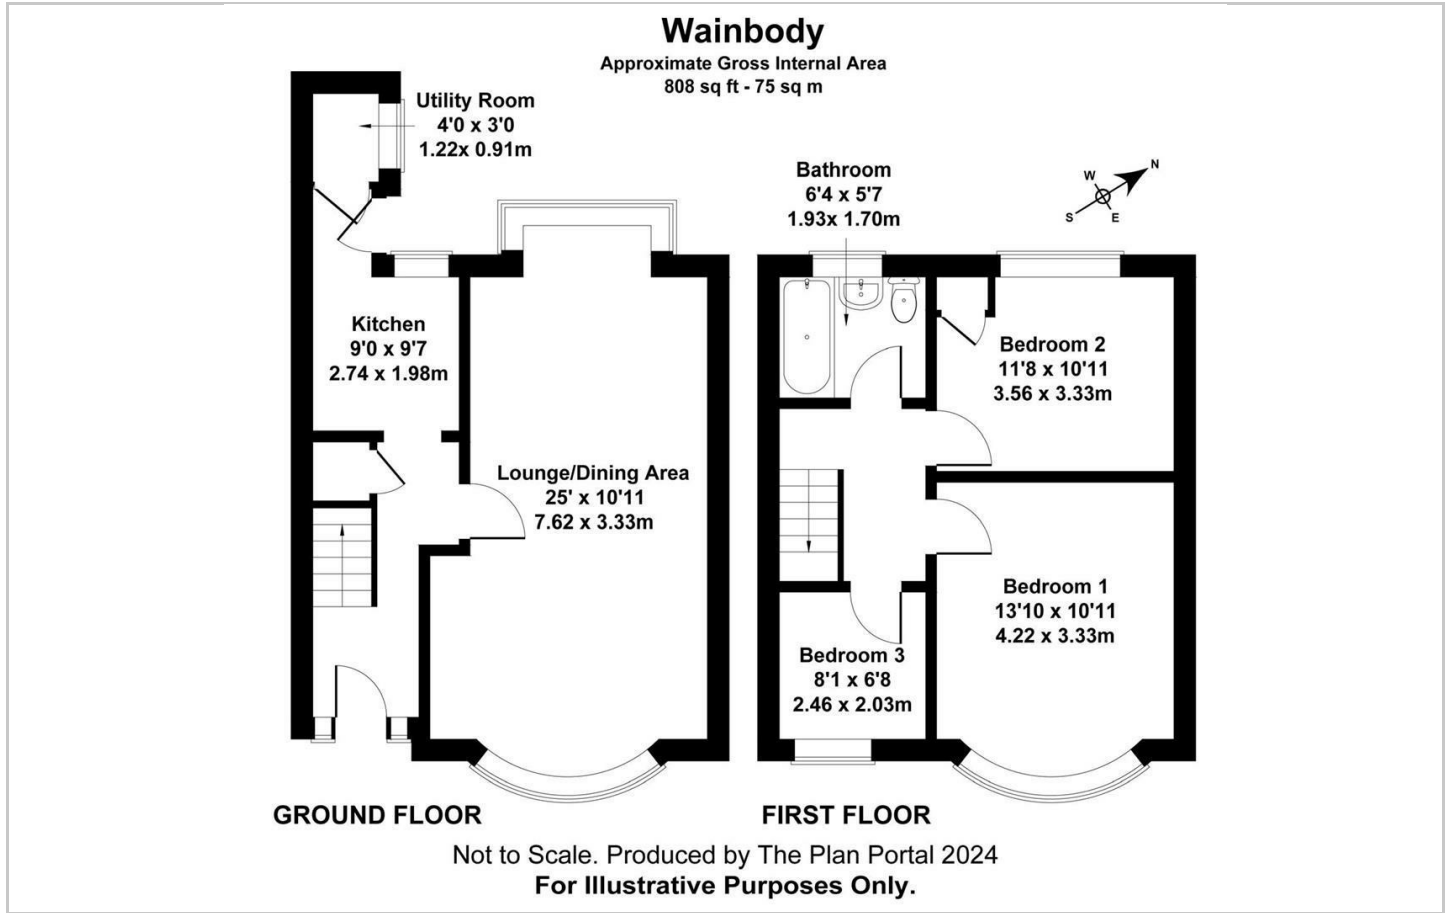 Wainbody
Approximate Gross Internal Area
808 sq ft - 75 sq m
Utility Room
4'0 x 3'0
1.22x 0.91m
Bathroom
6'4 x 5'7
1.93x 1.70m
N
W
S
E
Kitchen
9'0 x 9'7
2.74 x 1.98m
Bedroom 2
11'8 x 10'11
3.56 x 3.33m
Lounge/Dining Area
25' x 10'11
7.62 x 3.33m
Bedroom 1
13'10 x 10'11
4.22 x 3.33m
Bedroom 3
8'1 x 6'8
2.46 x 2.03m
GROUND FLOOR
FIRST FLOOR
Not to Scale. Produced by The Plan Portal 2024
For Illustrative Purposes Only.